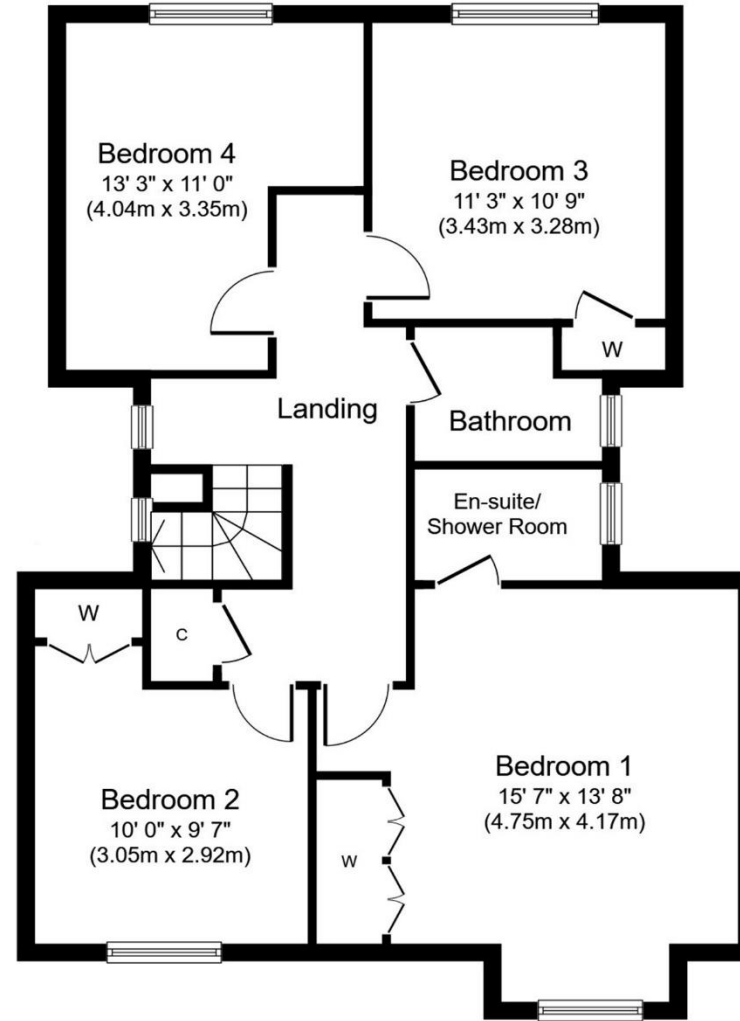 Bedroom 4
13' 3" x 11' 0"
(4.04m x 3.35m)
Bedroom 3
11' 3" x 10' 9"
(3.43m x 3.28m)
W
Landing
Bathroom
En-suite/
Shower Room
W
C
Bedroom 2
10' 0" x 9' 7"
(3.05m x 2.92m)
Bedroom 1
15' 7" x 13' 8"
(4.75m x 4.17m)
W